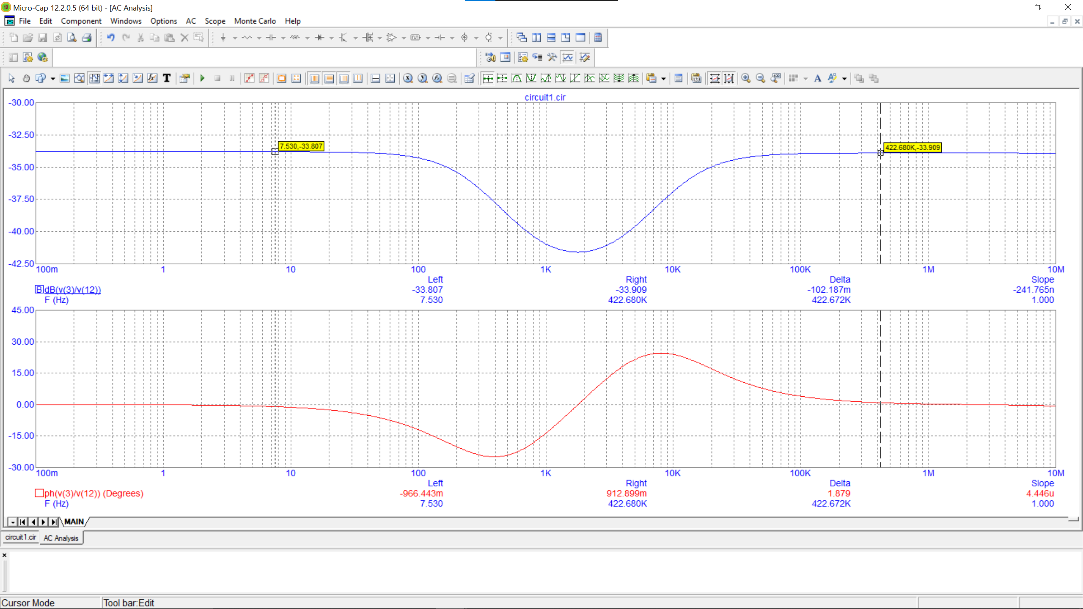 Micro-Cap 12.2.0.5 (64 bit) - [AC Analysis]
File Edit Component Windows Options AC Scope Monte Carlo Help
circuit1.cir
-30.00
-32.50
-35.00
-37.50
-40.00
-42.50
7.530,-33.807
422.680K,-33.909
100m 1 10 100 1K 10K 100K 1M 10M
Left Right Delta Slope
dB(v(3)/v(12)) -33.807 -33.909 -102.187m -241.765n
F (Hz) 7.530 422.680K 422.672K 1.000
45.00
30.00
15.00
0.00
-15.00
-30.00
100m 1 10 100 1K 10K 100K 1M 10M
Left Right Delta Slope
ph(v(3)/v(12)) (Degrees) -966.443m 912.899m 1.879 4.446u
F (Hz) 7.530 422.680K 422.672K 1.000
MAIN
circuit1.cir AC Analysis
Cursor Mode Tool bar:Edit